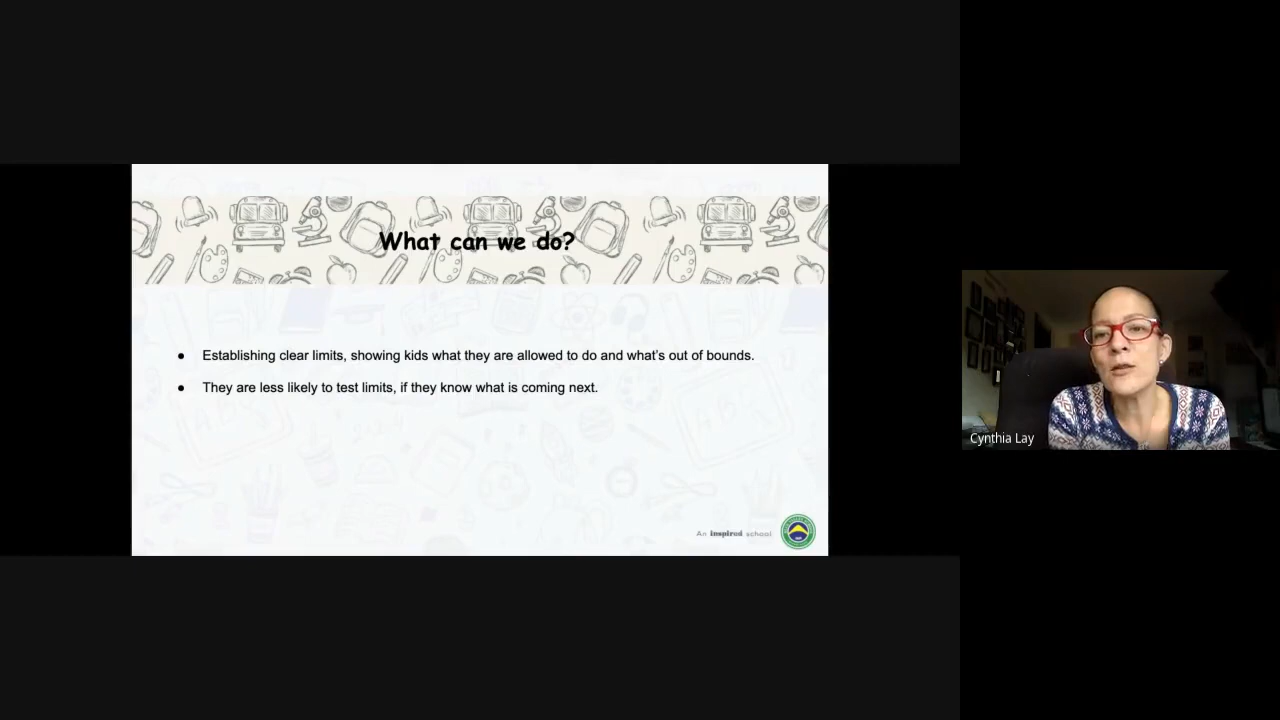 What can we do?
● Establishing clear limits, showing kids what they are allowed to do and what's out of bounds.
● They are less likely to test limits, if they know what is coming next.
An inspired school
Cynthia Lay